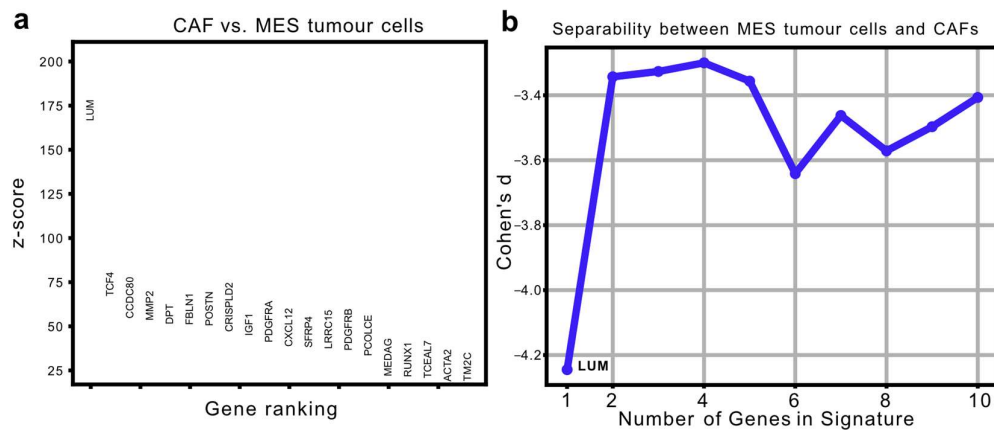 a
CAF vs. MES tumour cells
z-score
200
175
150
125
100
75
50
25
LUM
TCF4
CCDC80
MMP2
DPT
FBLN1
POSTN
CRISPLD2
IGF1
PDGFRA
CXCL12
SFRP4
LRRC15
PDGFRB
PCOLCE
MEDAG
RUNX1
TCEAL7
ACTA2
TM2C
Gene ranking
b
Separability between MES tumour cells and CAFs
Cohen's d
−3.4
−3.6
−3.8
−4.0
−4.2
LUM
1 2 4 6 8 10
Number of Genes in Signature